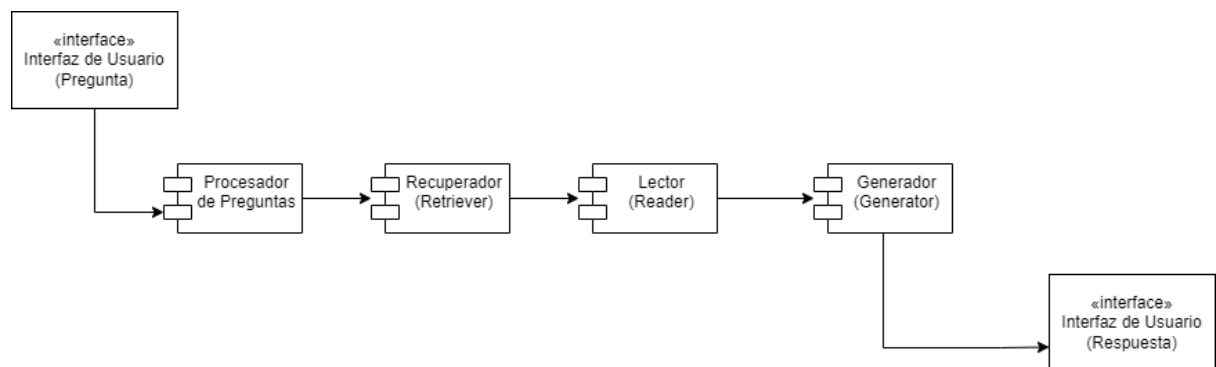 «interface»
Interfaz de Usuario
(Pregunta)
Procesador
de Preguntas
Recuperador
(Retriever)
Lector
(Reader)
Generador
(Generator)
«interface»
Interfaz de Usuario
(Respuesta)